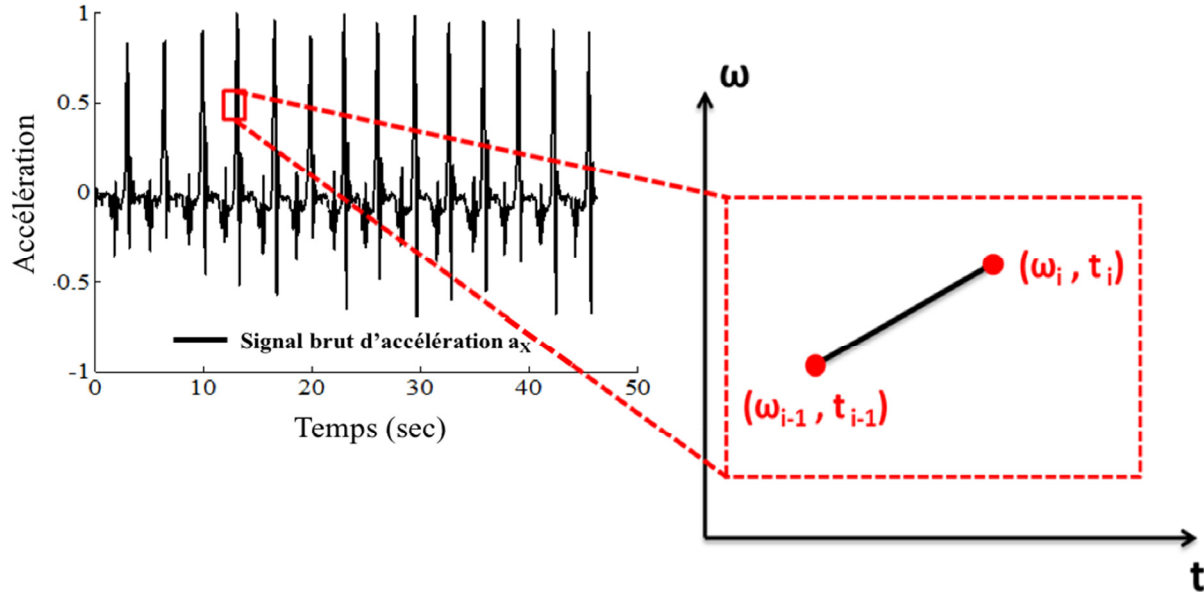 1
0.5
0
-0.5
-1
Accélération
Signal brut d'accélération aₓ
0 10 20 30 40 50
Temps (sec)
ω
(ωᵢ , tᵢ)
(ωᵢ₋₁ , tᵢ₋₁)
t